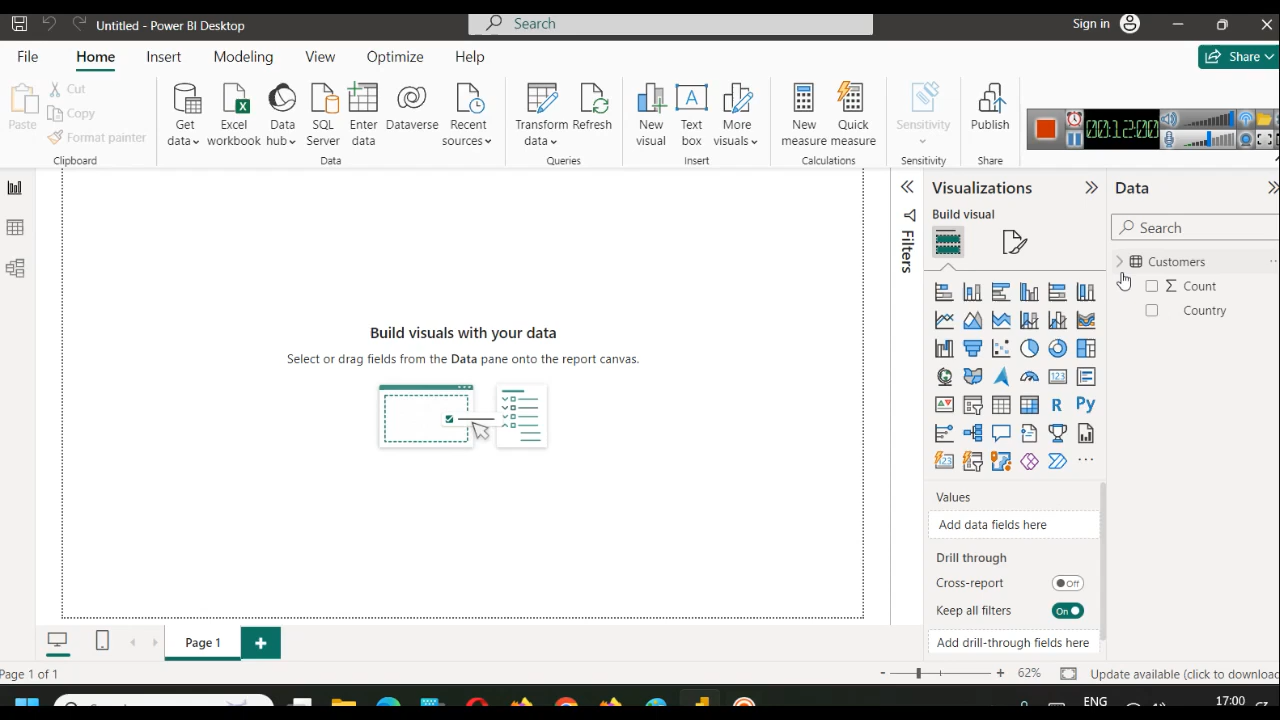 Untitled - Power BI Desktop
Search
Sign in
File
Home
Insert
Modeling
View
Optimize
Help
Share
Paste
Cut
Copy
Format painter
Clipboard
Get data
Excel workbook
Data hub
SQL Server
Enter data
Dataverse
Recent sources
Data
Transform data
Refresh
Queries
New visual
Text box
More visuals
Insert
New measure
Quick measure
Calculations
Sensitivity
Sensitivity
Publish
Share
00:12:00
Filters
Visualizations
Build visual
R
Py
123
Values
Add data fields here
Drill through
Cross-report
Off
Keep all filters
On
Add drill-through fields here
Data
Search
Customers
Σ Count
Country
Build visuals with your data
Select or drag fields from the Data pane onto the report canvas.
Page 1
Page 1 of 1
- + 62%
Update available (click to download
ENG
17:00